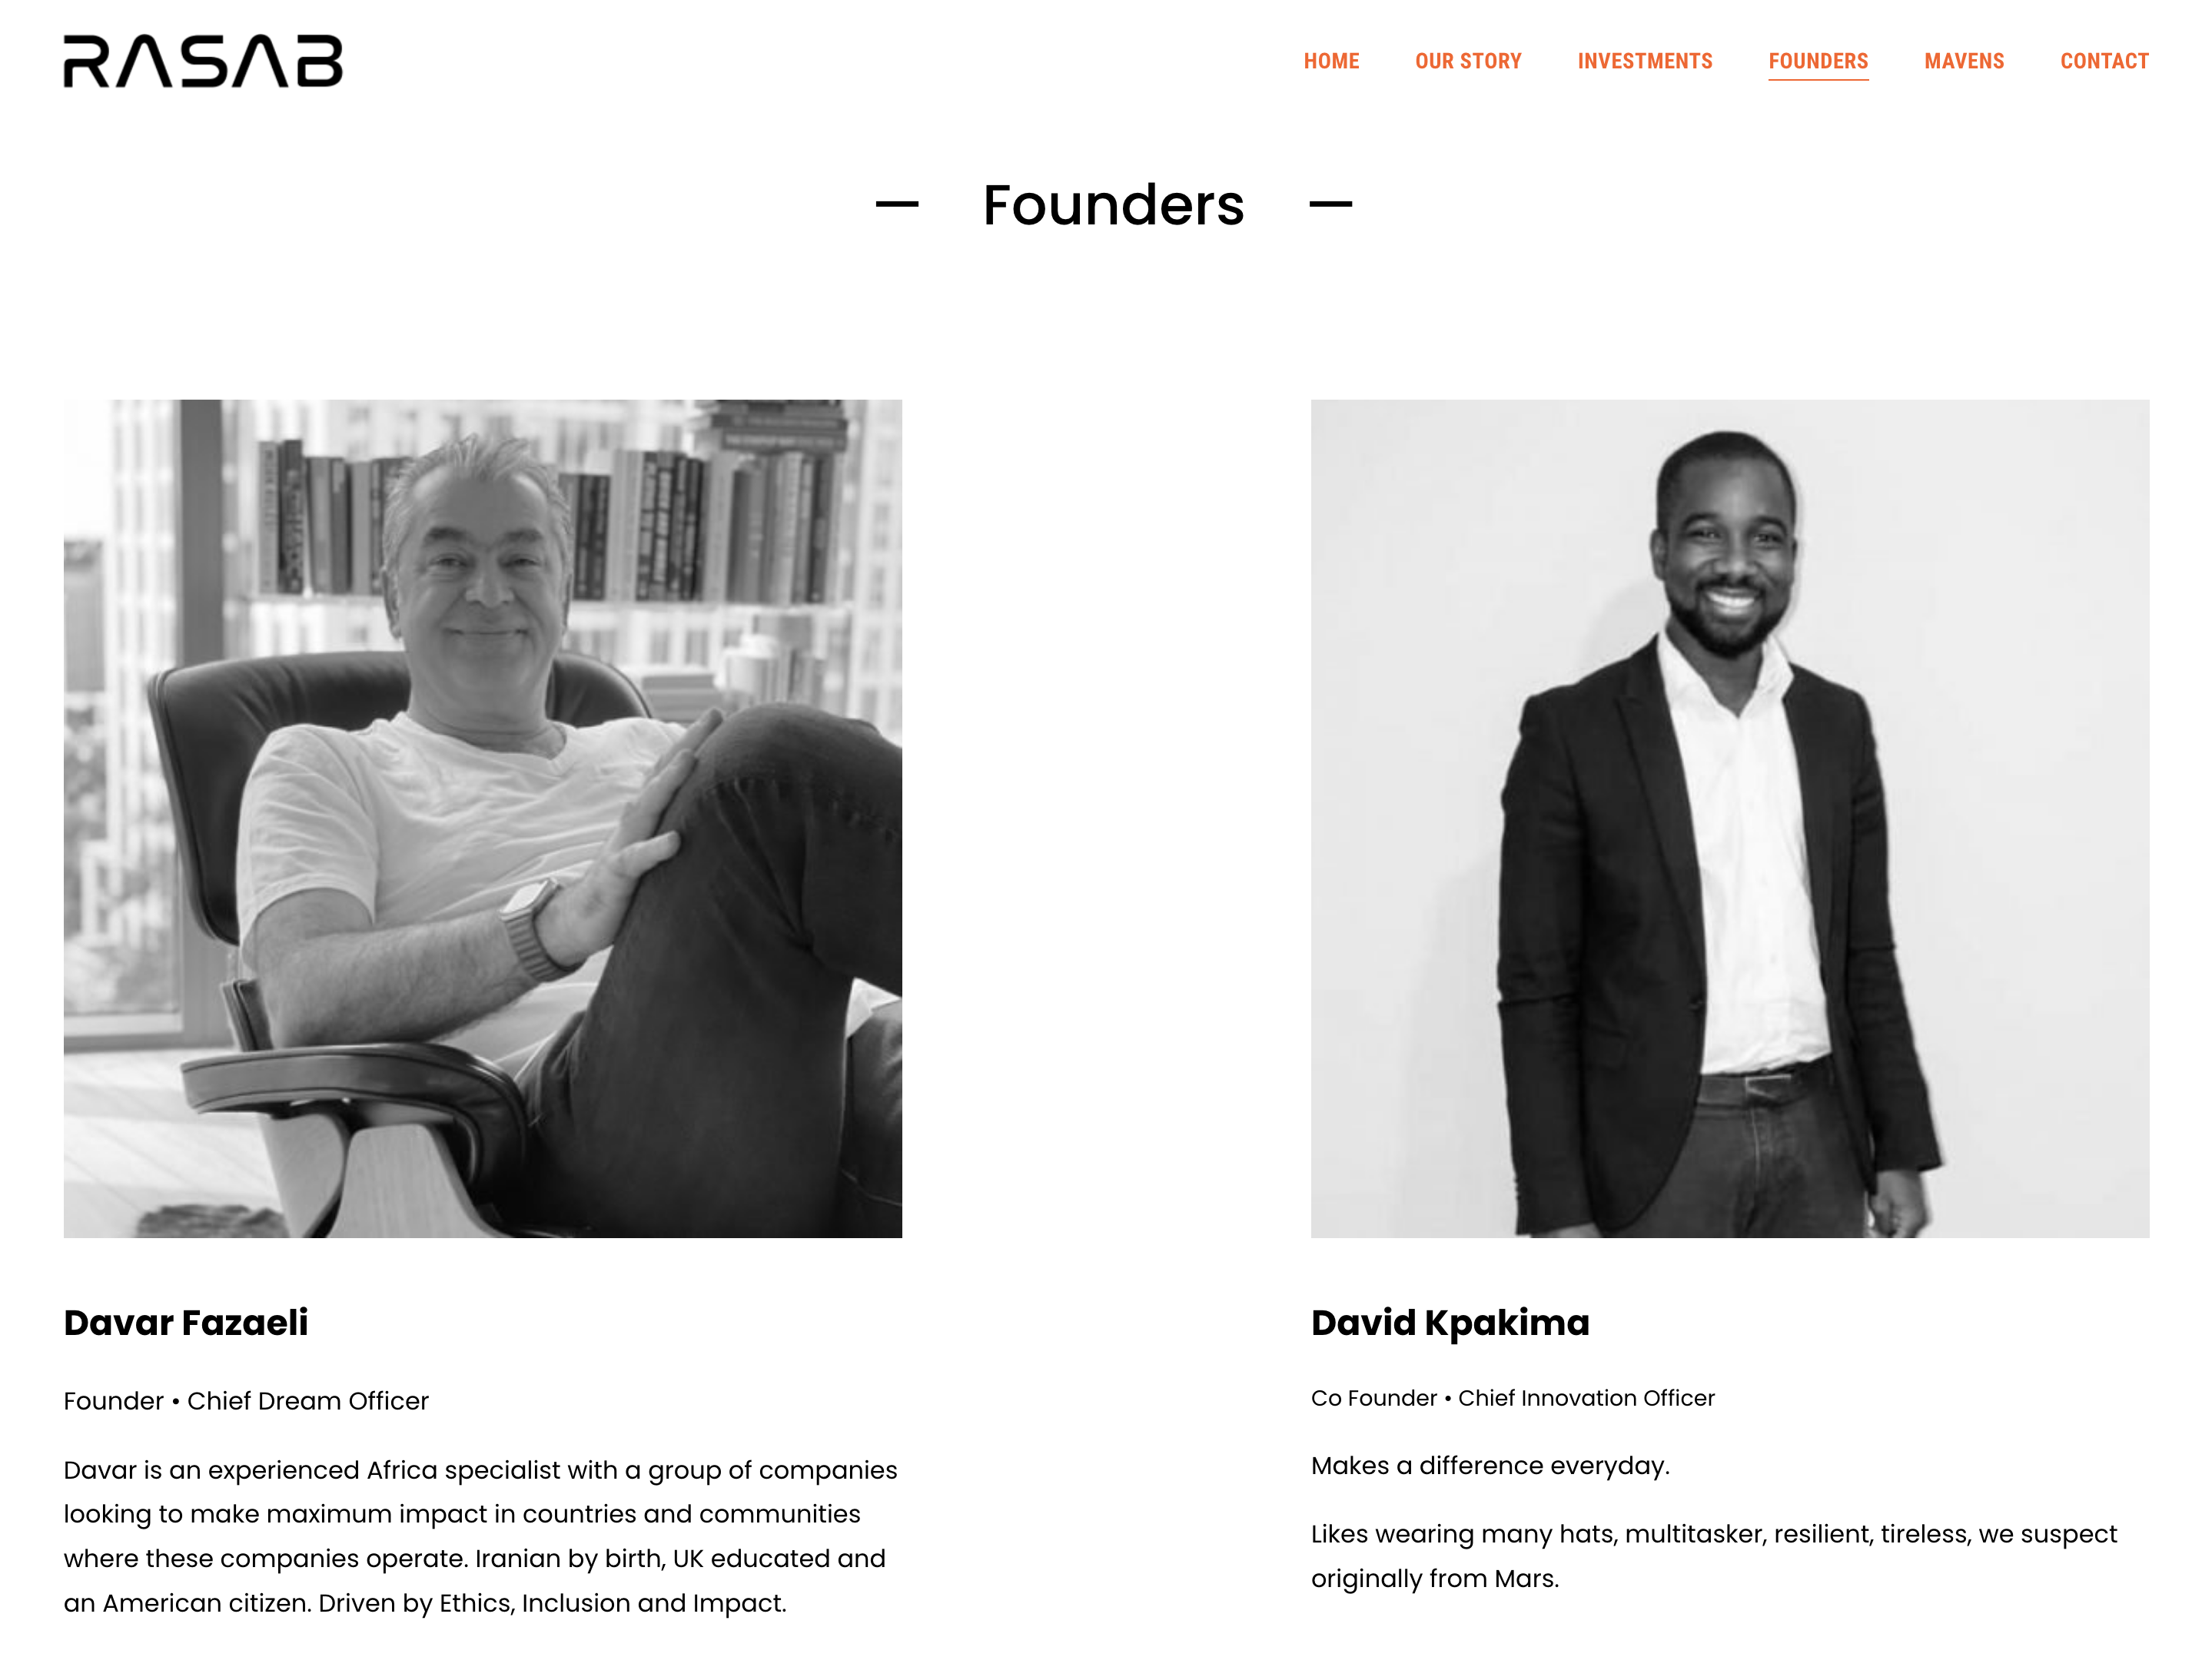 RASAB
HOME OUR STORY INVESTMENTS FOUNDERS MAVENS CONTACT
— Founders —
Davar Fazaeli
Founder • Chief Dream Officer
Davar is an experienced Africa specialist with a group of companies
looking to make maximum impact in countries and communities
where these companies operate. Iranian by birth, UK educated and
an American citizen. Driven by Ethics, Inclusion and Impact.
David Kpakima
Co Founder • Chief Innovation Officer
Makes a difference everyday.
Likes wearing many hats, multitasker, resilient, tireless, we suspect
originally from Mars.